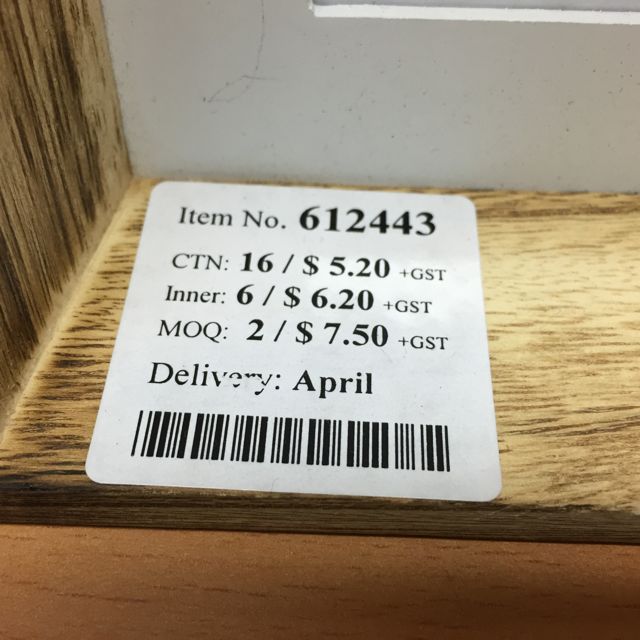 Item No. 612443
CTN: 16 / $ 5.20 +GST
Inner: 6 / $ 6.20 +GST
MOQ: 2 / $ 7.50 +GST
Delivery: April